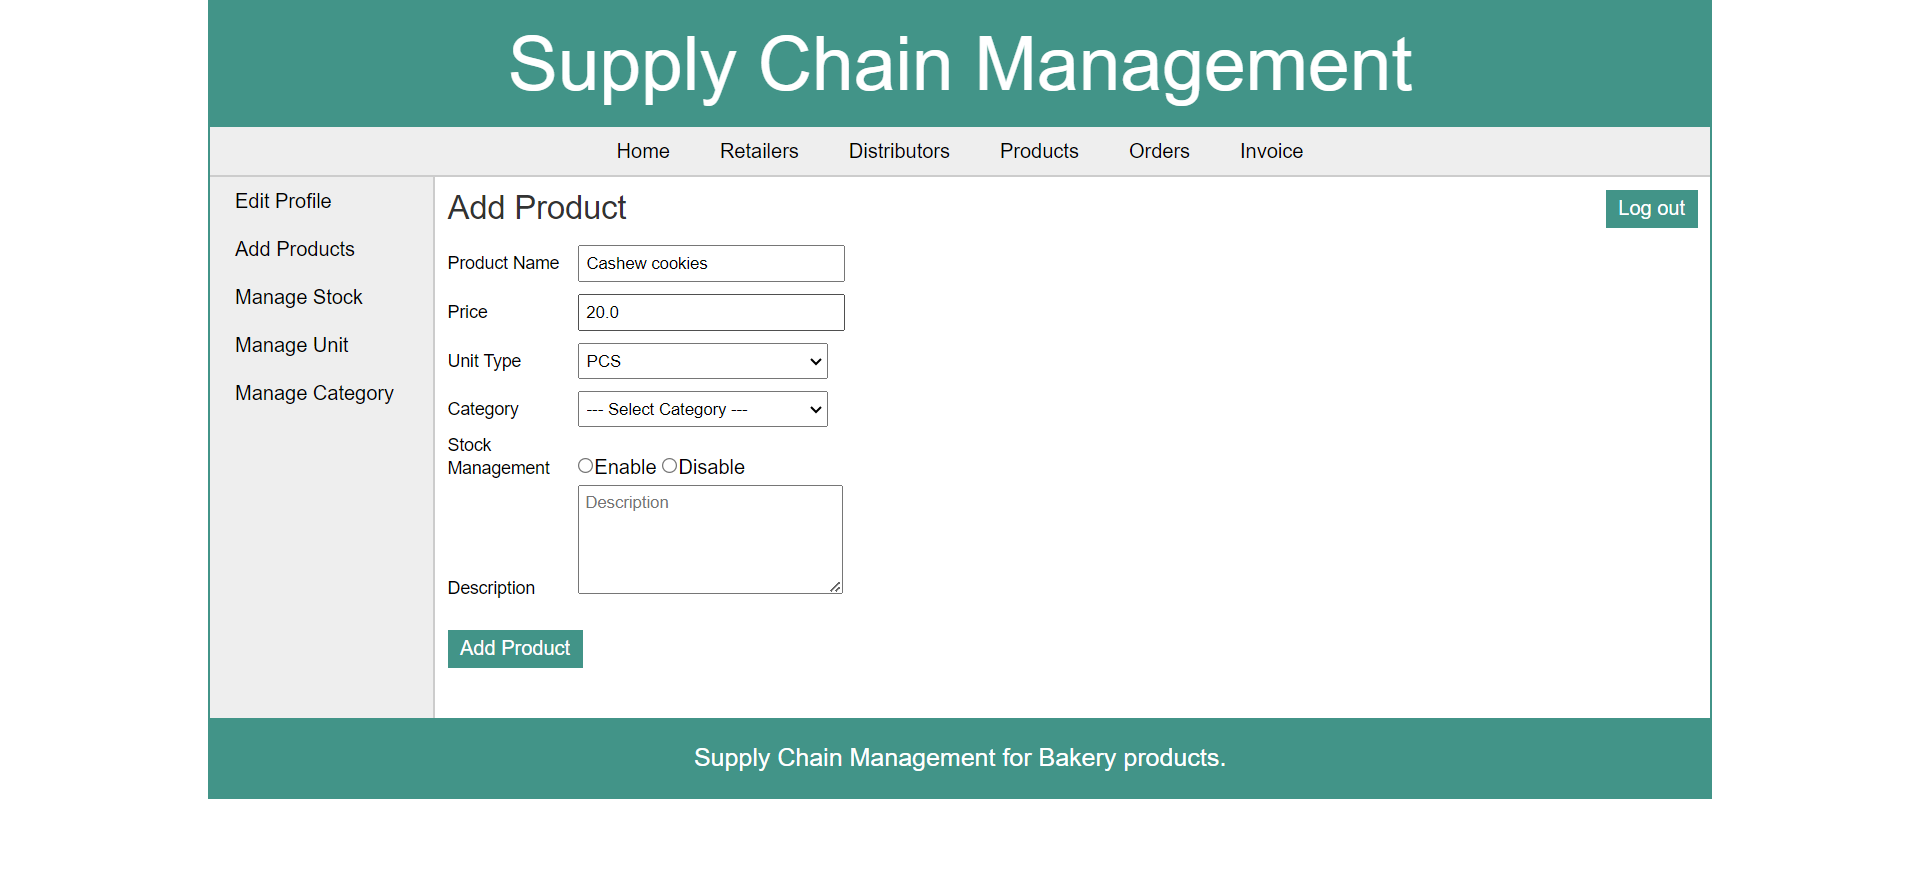 Supply Chain Management
Home Retailers Distributors Products Orders Invoice
Edit Profile
Add Products
Manage Stock
Manage Unit
Manage Category
Add Product
Log out
Product Name Cashew cookies
Price 20.0
Unit Type PCS
Category --- Select Category ---
Stock
Management Enable Disable
Description
Description
Add Product
Supply Chain Management for Bakery products.